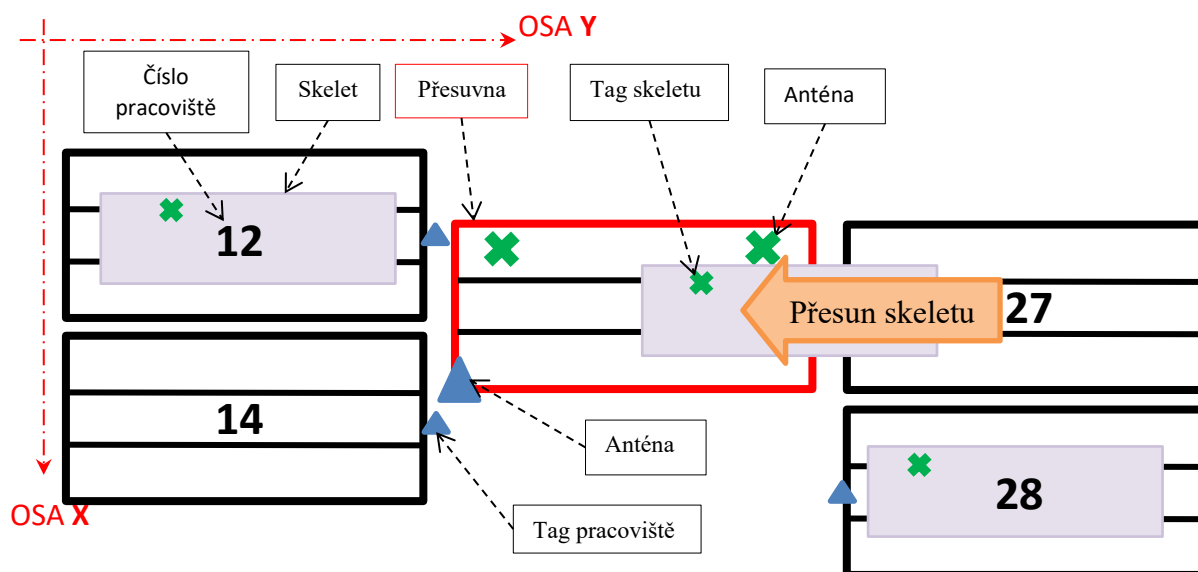 OSA Y
Číslo
pracoviště
Skelet
Přesuvna
Tag skeletu
Anténa
12
Přesun skeletu
27
14
Anténa
28
OSA X
Tag pracoviště